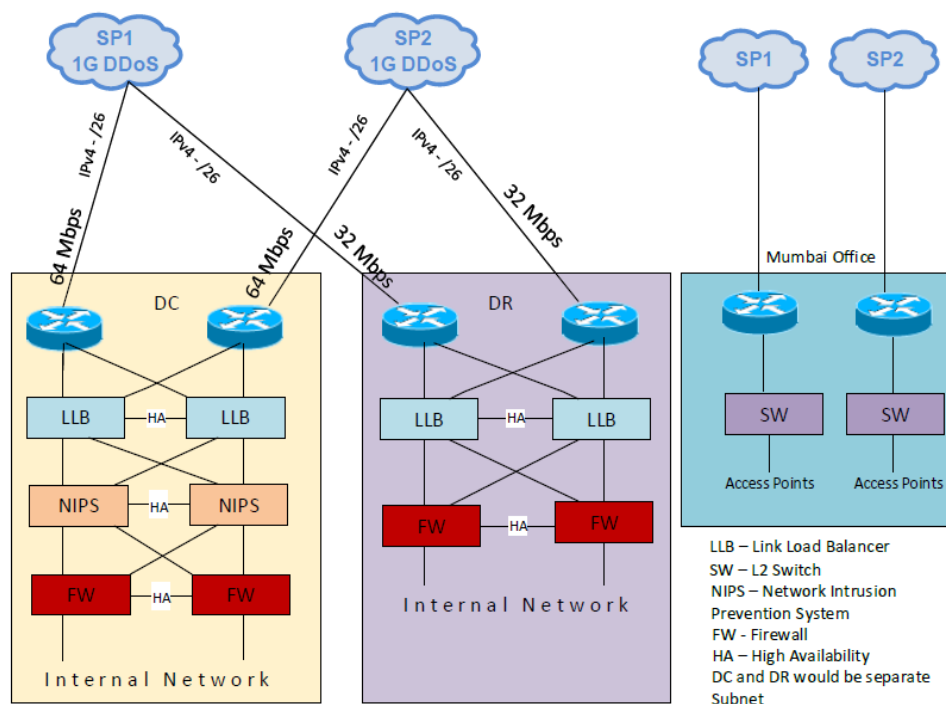 SP1
1G DDoS
SP2
1G DDoS
SP1
SP2
IPv4 - /26
IPv4 - /26
IPv4 - /26
IPv4 - /26
64 Mbps
32 Mbps
64 Mbps
32 Mbps
Mumbai Office
DC
DR
LLB
HA
LLB
LLB
HA
LLB
SW
SW
Access Points
Access Points
NIPS
HA
NIPS
FW
HA
FW
FW
HA
FW
Internal Network
Internal Network
LLB – Link Load Balancer
SW – L2 Switch
NIPS – Network Intrusion
Prevention System
FW - Firewall
HA – High Availability
DC and DR would be separate
Subnet